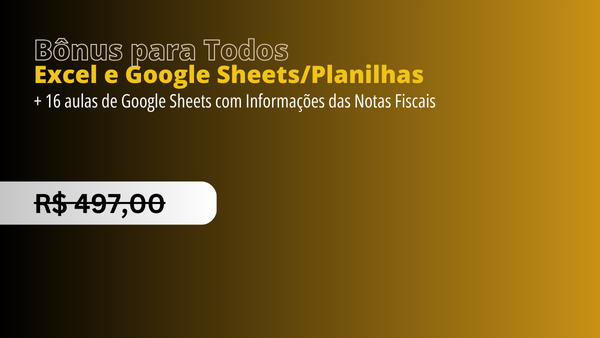 Bônus para Todos
Excel e Google Sheets/Planilhas
+ 16 aulas de Google Sheets com Informações das Notas Fiscais
R$ 497,00